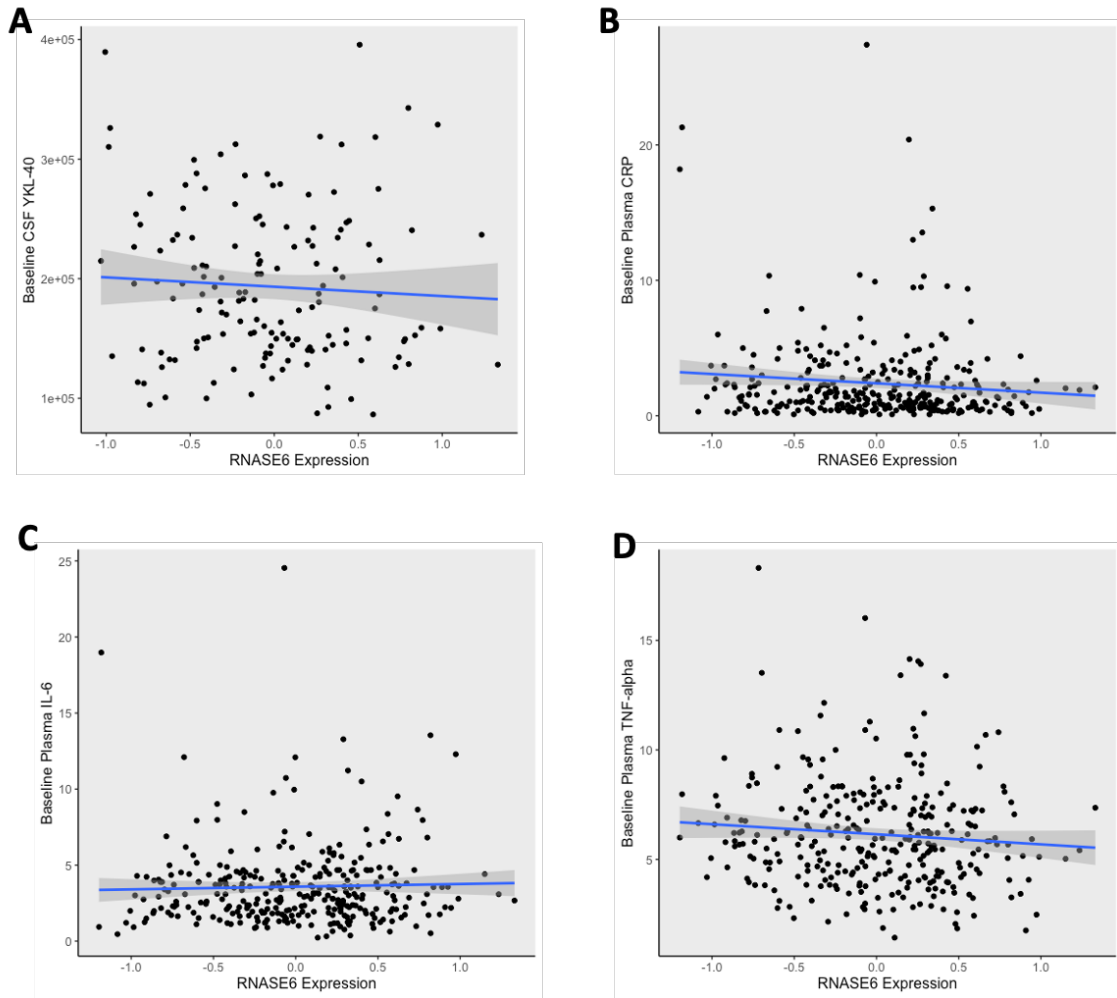 A
4e+05
3e+05
2e+05
1e+05
Baseline CSF YKL-40
-1.0 -0.5 0.0 0.5 1.0
RNASE6 Expression
B
20
10
0
Baseline Plasma CRP
-1.0 -0.5 0.0 0.5 1.0
RNASE6 Expression
C
25
20
15
10
5
0
Baseline Plasma IL-6
-1.0 -0.5 0.0 0.5 1.0
RNASE6 Expression
D
15
10
5
Baseline Plasma TNF-alpha
-1.0 -0.5 0.0 0.5 1.0
RNASE6 Expression